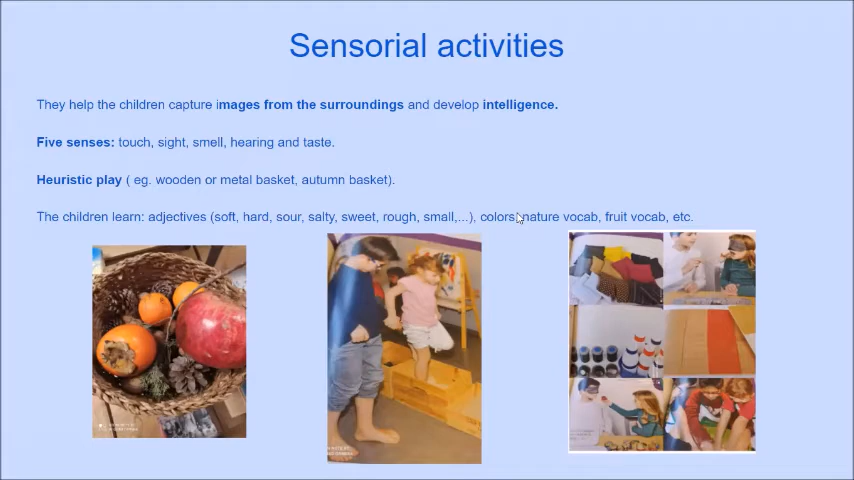 Sensorial activities
They help the children capture images from the surroundings and develop intelligence.
Five senses: touch, sight, smell, hearing and taste.
Heuristic play ( eg. wooden or metal basket, autumn basket).
The children learn: adjectives (soft, hard, sour, salty, sweet, rough, small,...), colors, nature vocab, fruit vocab, etc.